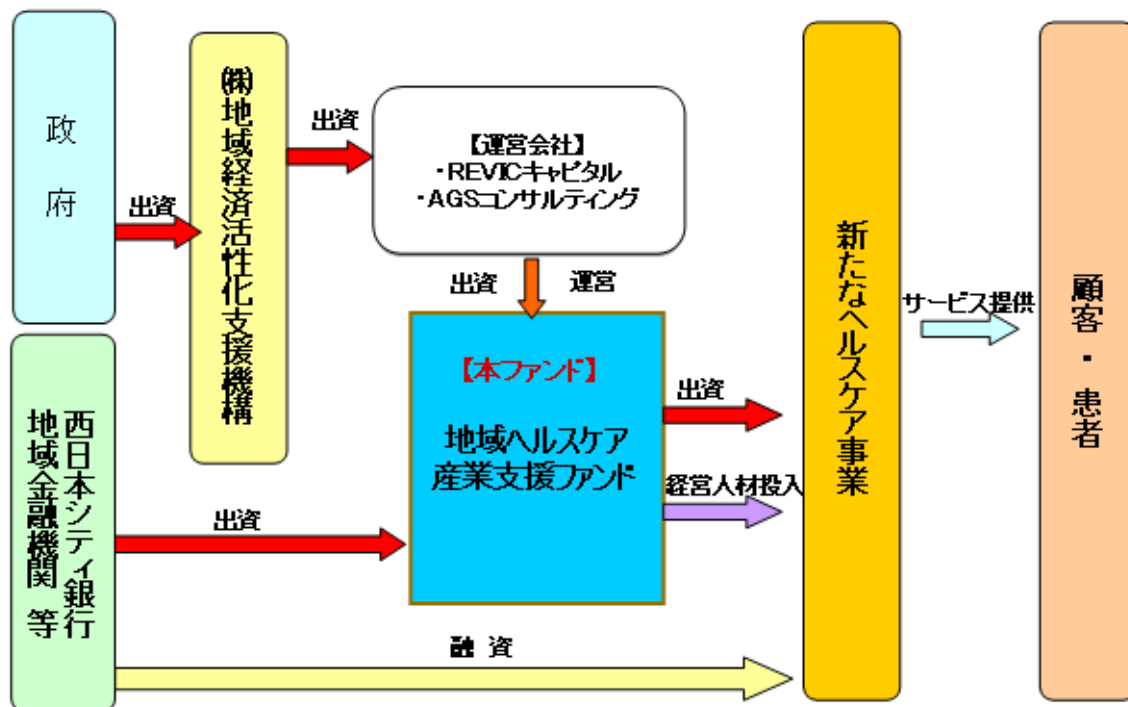 政府
出資
㈱地域経済活性化支援機構
出資
【運営会社】
・REVICキャピタル
・AGSコンサルティング
出資 運営
西日本シティ銀行
地域金融機関 等
出資
【本ファンド】
地域ヘルスケア
産業支援ファンド
出資
経営人材投入
融 資
新たなヘルスケア事業
サービス提供
顧客・患者